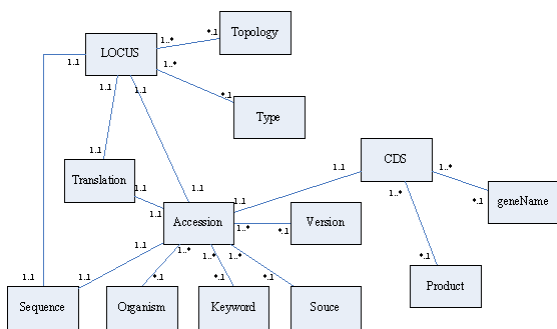 Topology
LOCUS
1..*
*.1
1..1
1..*
1..1
1..1
*.1
Type
CDS
1..1
1..1
1..*
Translation
1..1
1..1
1..1
1..1
1..*
*.1
geneName
Accession
1..*
*.1
Version
1..1
1..*
1..*
1..*
1..1
1..1
*.1
*.1
*.1
*.1
Product
Sequence
Organism
Keyword
Souce